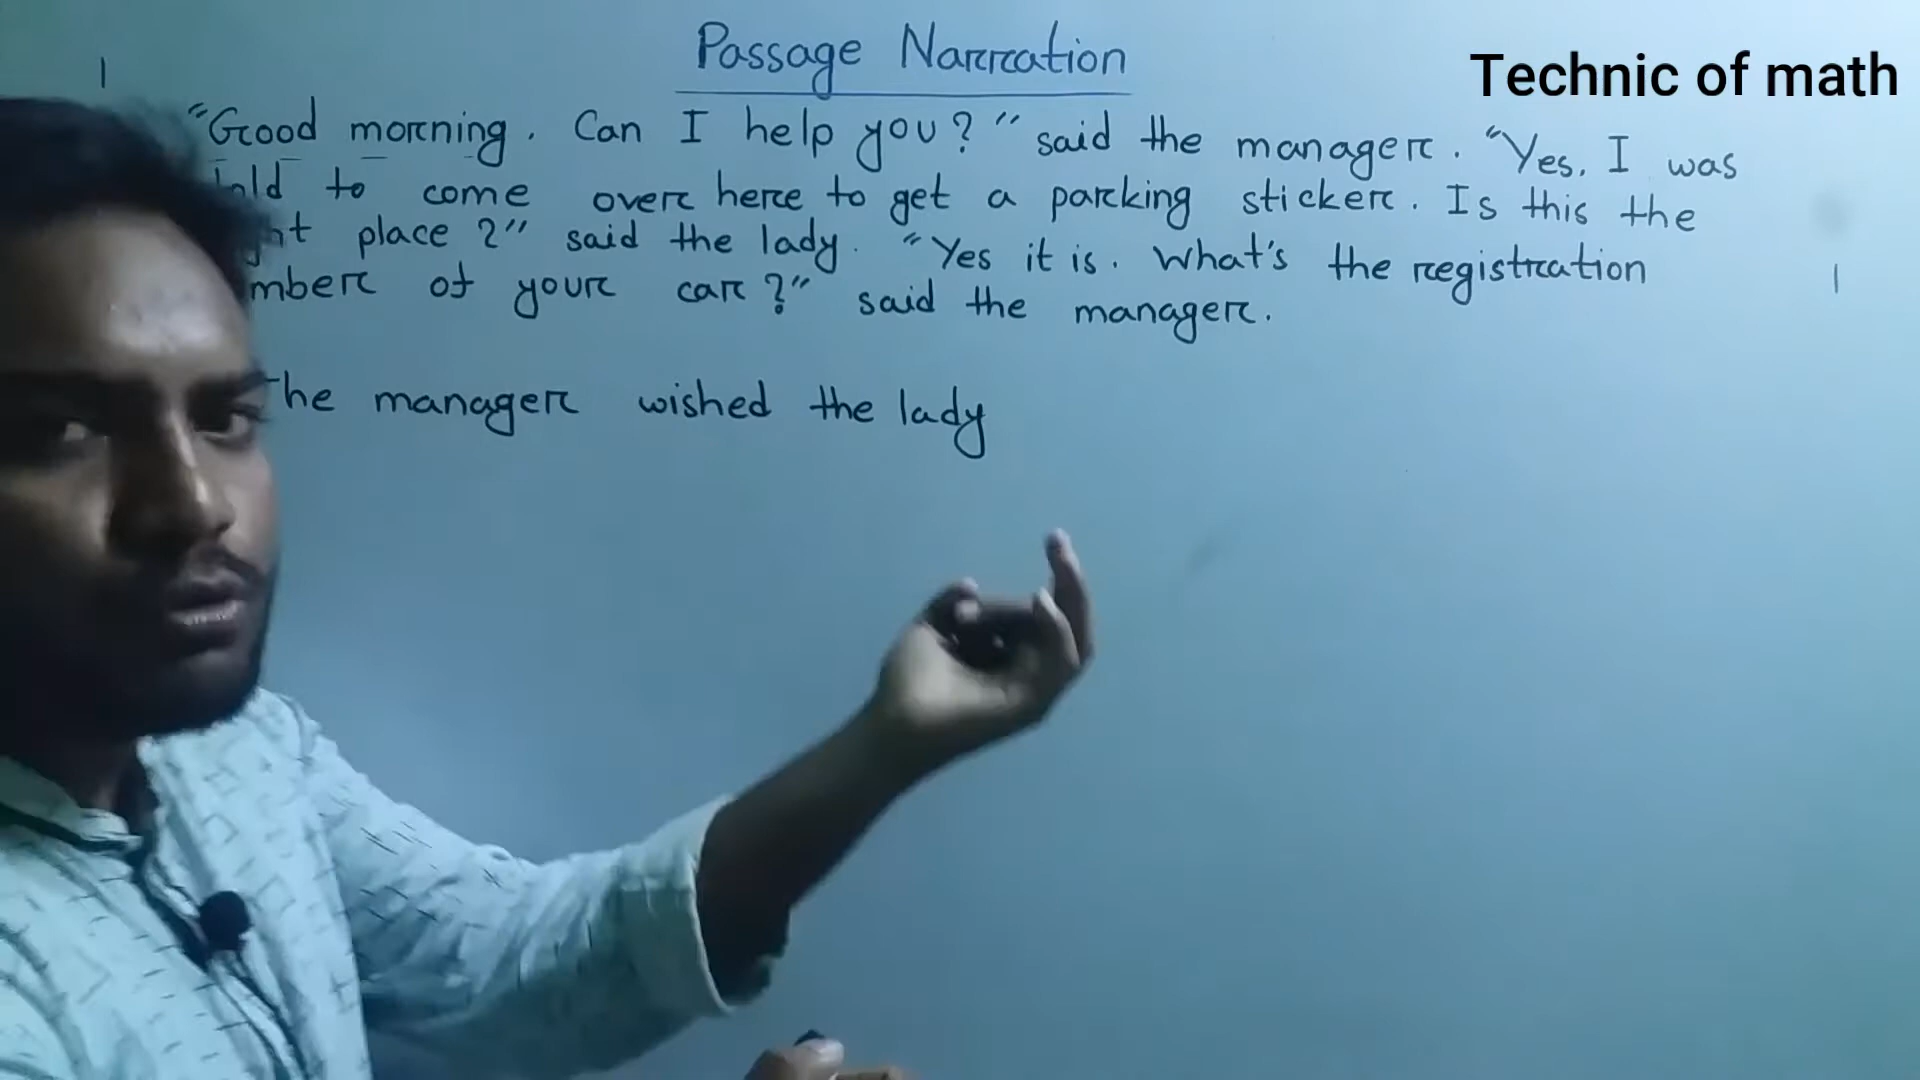 Passage Narration
Technic of math
"Good morning. Can I help you?" said the manager. "Yes, I was
to come over here to get a parking sticker. Is this the
place?" said the lady. "Yes it is. What's the registration
of your car?" said the manager.
The manager wished the lady